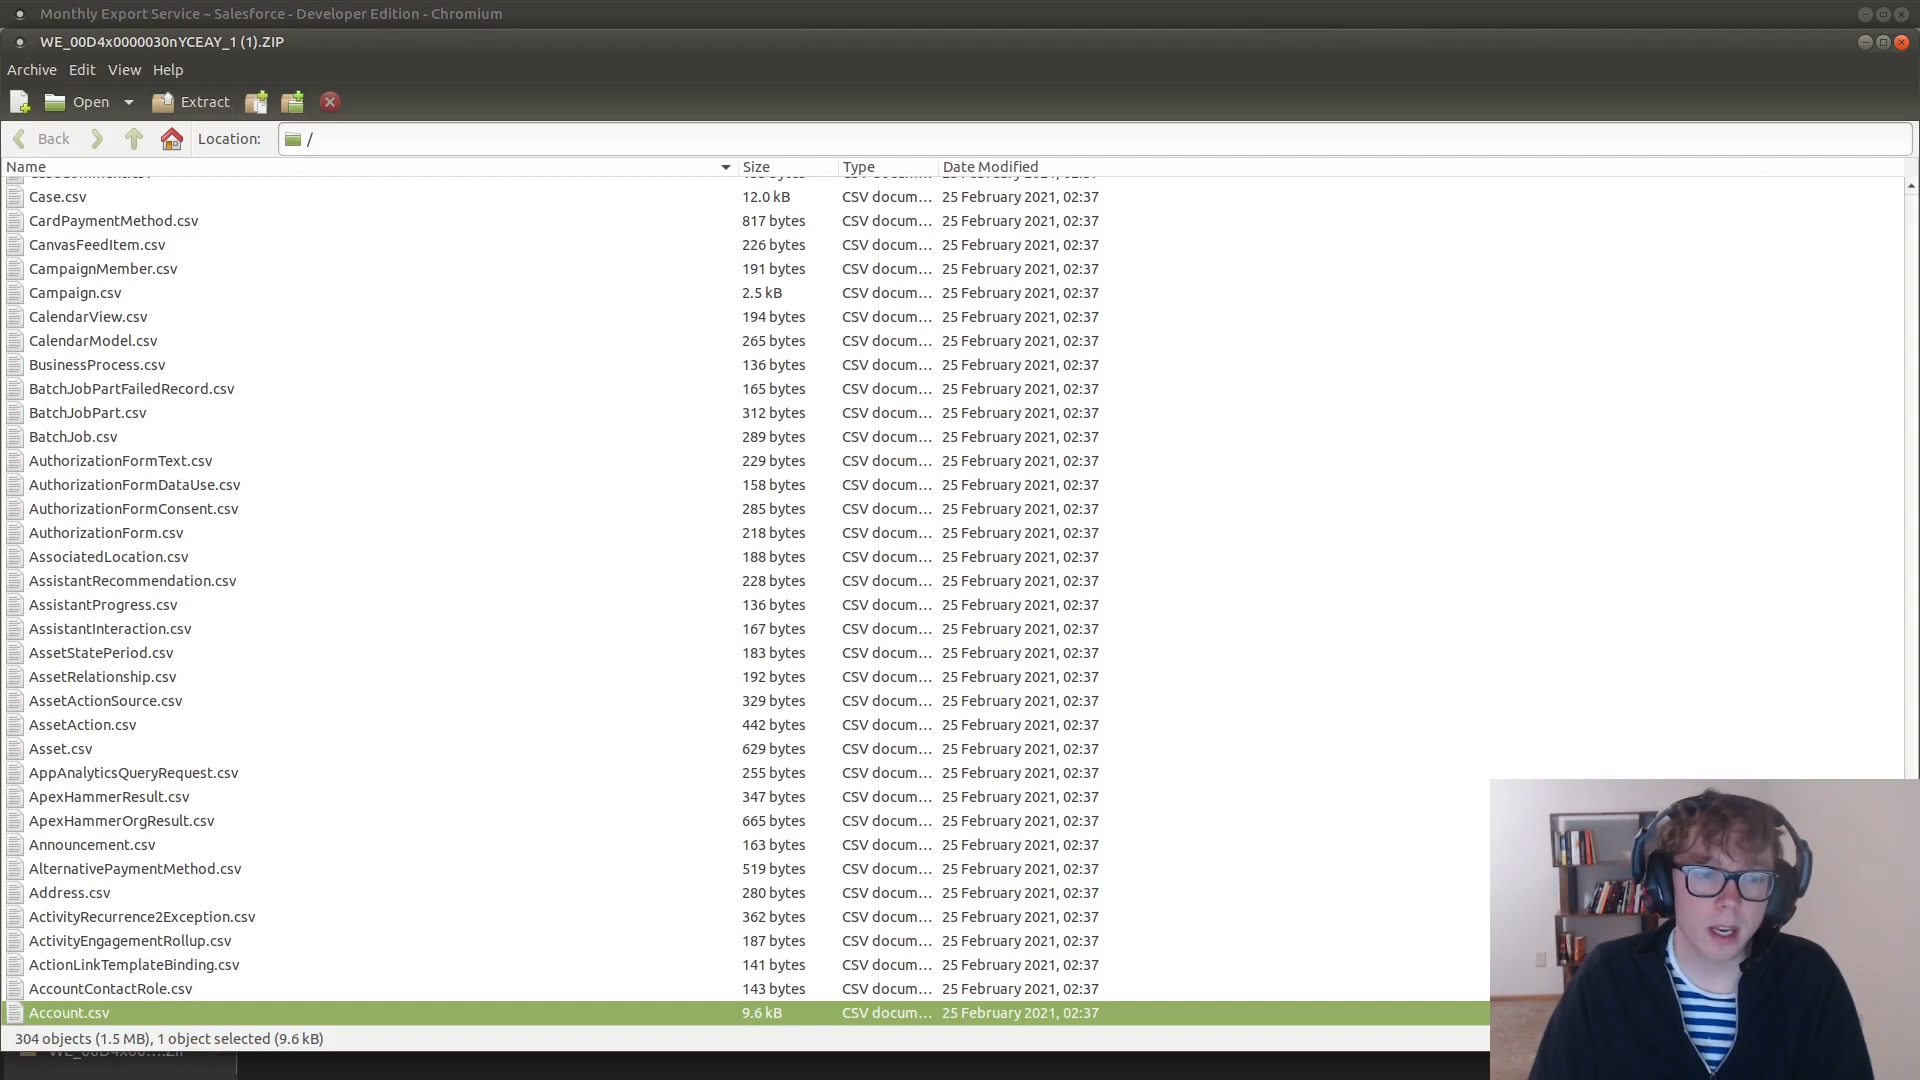 Monthly Export Service ~ Salesforce - Developer Edition - Chromium
WE_00D4x0000030nYCEAY_1 (1).ZIP
Archive Edit View Help
Open Extract
Back Location: /
Name Size Type Date Modified
Case.csv 12.0 kB CSV docum… 25 February 2021, 02:37
CardPaymentMethod.csv 817 bytes CSV docum… 25 February 2021, 02:37
CanvasFeedItem.csv 226 bytes CSV docum… 25 February 2021, 02:37
CampaignMember.csv 191 bytes CSV docum… 25 February 2021, 02:37
Campaign.csv 2.5 kB CSV docum… 25 February 2021, 02:37
CalendarView.csv 194 bytes CSV docum… 25 February 2021, 02:37
CalendarModel.csv 265 bytes CSV docum… 25 February 2021, 02:37
BusinessProcess.csv 136 bytes CSV docum… 25 February 2021, 02:37
BatchJobPartFailedRecord.csv 165 bytes CSV docum… 25 February 2021, 02:37
BatchJobPart.csv 312 bytes CSV docum… 25 February 2021, 02:37
BatchJob.csv 289 bytes CSV docum… 25 February 2021, 02:37
AuthorizationFormText.csv 229 bytes CSV docum… 25 February 2021, 02:37
AuthorizationFormDataUse.csv 158 bytes CSV docum… 25 February 2021, 02:37
AuthorizationFormConsent.csv 285 bytes CSV docum… 25 February 2021, 02:37
AuthorizationForm.csv 218 bytes CSV docum… 25 February 2021, 02:37
AssociatedLocation.csv 188 bytes CSV docum… 25 February 2021, 02:37
AssistantRecommendation.csv 228 bytes CSV docum… 25 February 2021, 02:37
AssistantProgress.csv 136 bytes CSV docum… 25 February 2021, 02:37
AssistantInteraction.csv 167 bytes CSV docum… 25 February 2021, 02:37
AssetStatePeriod.csv 183 bytes CSV docum… 25 February 2021, 02:37
AssetRelationship.csv 192 bytes CSV docum… 25 February 2021, 02:37
AssetActionSource.csv 329 bytes CSV docum… 25 February 2021, 02:37
AssetAction.csv 442 bytes CSV docum… 25 February 2021, 02:37
Asset.csv 629 bytes CSV docum… 25 February 2021, 02:37
AppAnalyticsQueryRequest.csv 255 bytes CSV docum… 25 February 2021, 02:37
ApexHammerResult.csv 347 bytes CSV docum… 25 February 2021, 02:37
ApexHammerOrgResult.csv 665 bytes CSV docum… 25 February 2021, 02:37
Announcement.csv 163 bytes CSV docum… 25 February 2021, 02:37
AlternativePaymentMethod.csv 519 bytes CSV docum… 25 February 2021, 02:37
Address.csv 280 bytes CSV docum… 25 February 2021, 02:37
ActivityRecurrence2Exception.csv 362 bytes CSV docum… 25 February 2021, 02:37
ActivityEngagementRollup.csv 187 bytes CSV docum… 25 February 2021, 02:37
ActionLinkTemplateBinding.csv 141 bytes CSV docum… 25 February 2021, 02:37
AccountContactRole.csv 143 bytes CSV docum… 25 February 2021, 02:37
Account.csv 9.6 kB CSV docum… 25 February 2021, 02:37
304 objects (1.5 MB), 1 object selected (9.6 kB)